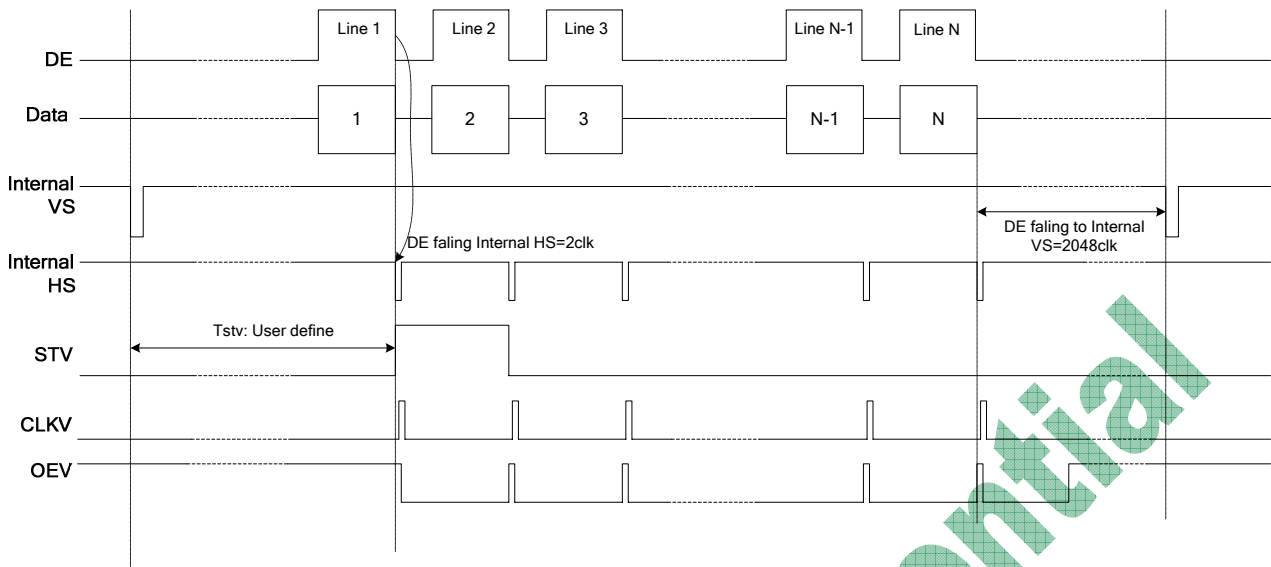 Line 1
Line 2
Line 3
Line N-1
Line N
DE
Data
1
2
3
N-1
N
Internal
VS
DE faling to Internal
VS=2048clk
DE faling Internal HS=2clk
Internal
HS
Tstv: User define
STV
CLKV
OEV
ntial